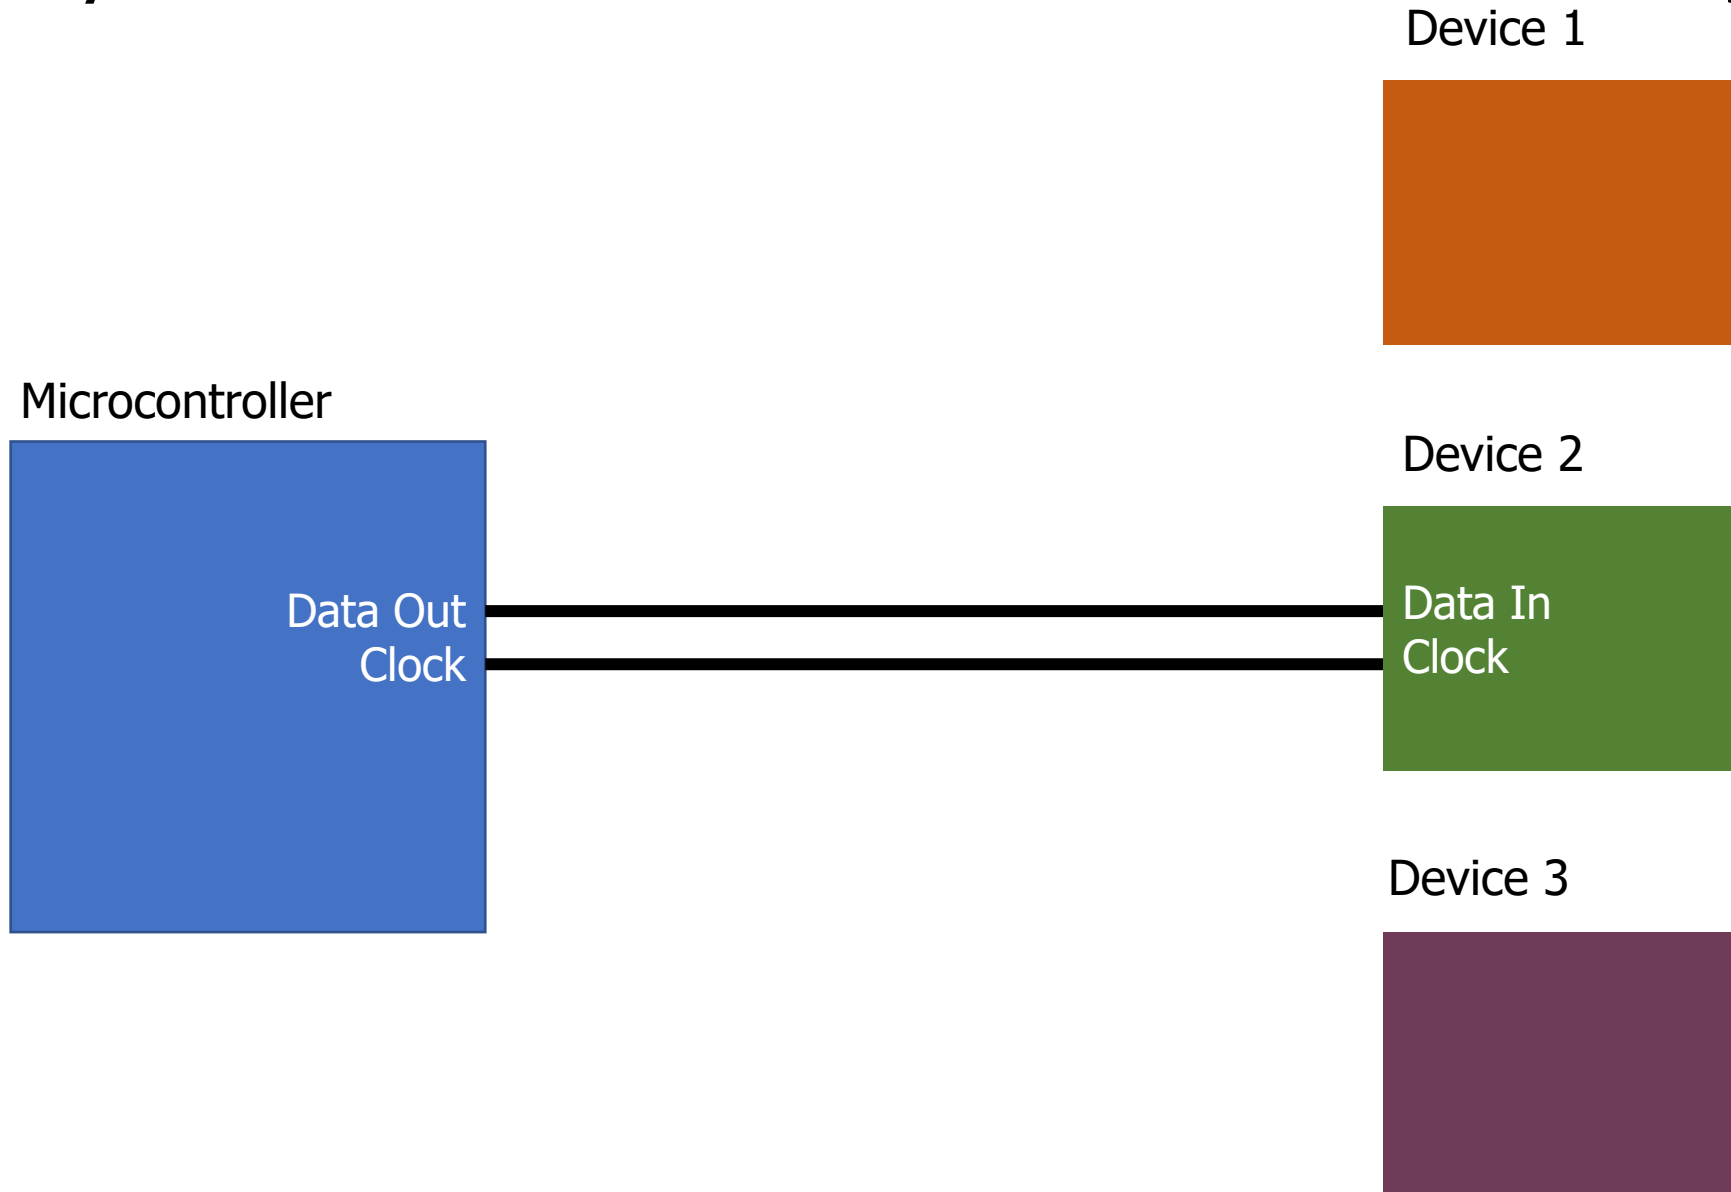 Device 1
Microcontroller
Device 2
Data Out
Clock
Data In
Clock
Device 3